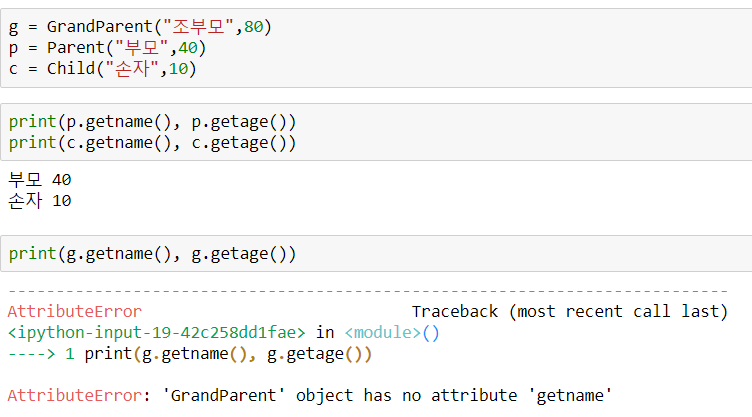 g = GrandParent("조부모",80)
p = Parent("부모",40)
c = Child("손자",10)
print(p.getname(), p.getage())
print(c.getname(), c.getage())
부모 40
손자 10
print(g.getname(), g.getage())
---------------------------------------------------------------------------
AttributeError                            Traceback (most recent call last)
<ipython-input-19-42c258dd1fae> in <module>()
----> 1 print(g.getname(), g.getage())
AttributeError: 'GrandParent' object has no attribute 'getname'